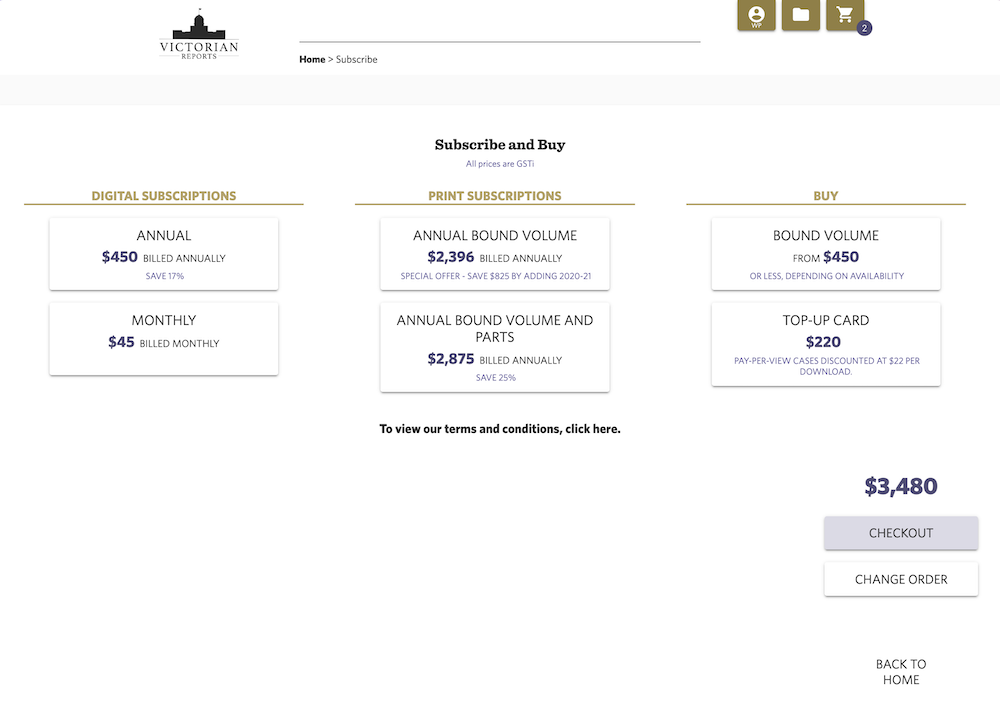 VICTORIAN
REPORTS
WP
2
Home > Subscribe
Subscribe and Buy
All prices are GSTi
DIGITAL SUBSCRIPTIONS
ANNUAL
$450 BILLED ANNUALLY
SAVE 17%
MONTHLY
$45 BILLED MONTHLY
PRINT SUBSCRIPTIONS
ANNUAL BOUND VOLUME
$2,396 BILLED ANNUALLY
SPECIAL OFFER - SAVE $825 BY ADDING 2020-21
ANNUAL BOUND VOLUME AND
PARTS
$2,875 BILLED ANNUALLY
SAVE 25%
BUY
BOUND VOLUME
FROM $450
OR LESS, DEPENDING ON AVAILABILITY
TOP-UP CARD
$220
PAY-PER-VIEW CASES DISCOUNTED AT $22 PER
DOWNLOAD.
To view our terms and conditions, click here.
$3,480
CHECKOUT
CHANGE ORDER
BACK TO
HOME